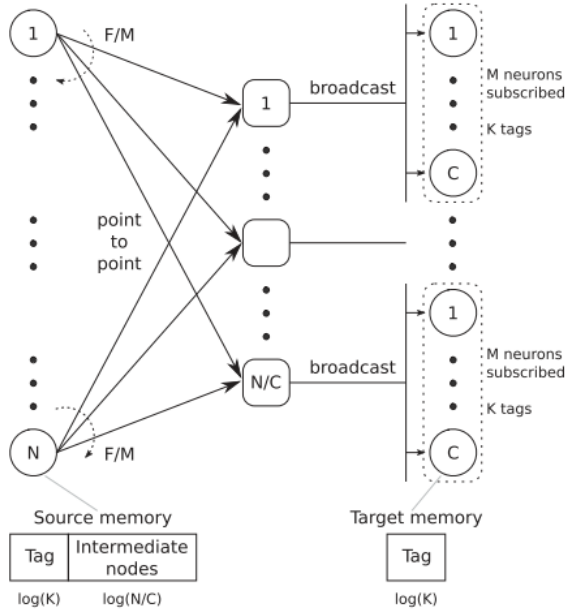 1
F/M
1
broadcast
1
M neurons
subscribed
K tags
C
point
to
point
1
M neurons
subscribed
K tags
N/C
broadcast
N
F/M
C
Source memory
Target memory
Tag
Intermediate
nodes
Tag
log(K)
log(N/C)
log(K)